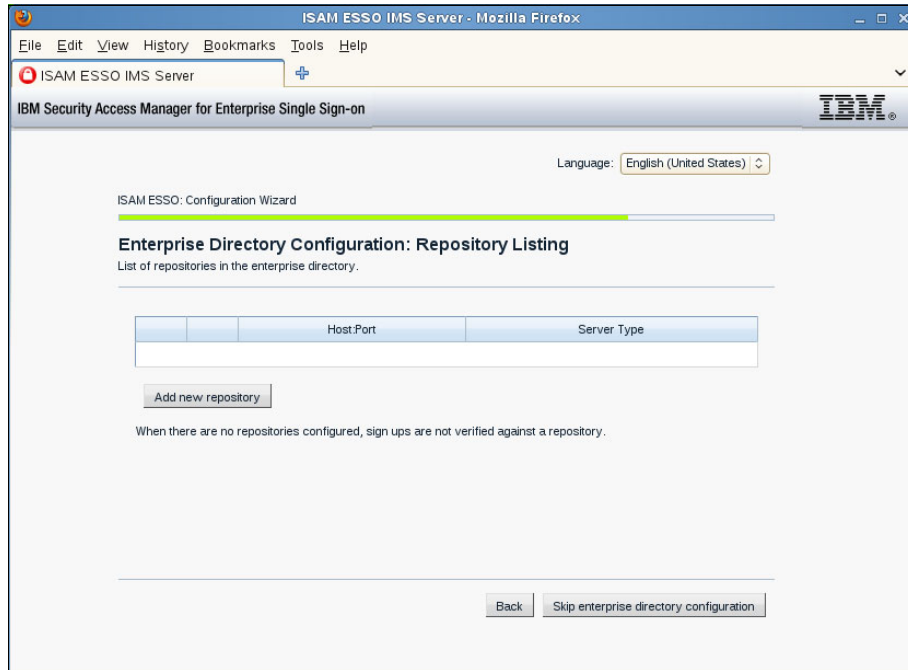 ISAM ESSO IMS Server - Mozilla Firefox
File Edit View History Bookmarks Tools Help
ISAM ESSO IMS Server
IBM Security Access Manager for Enterprise Single Sign-on
IBM®
Language: English (United States)
ISAM ESSO: Configuration Wizard
Enterprise Directory Configuration: Repository Listing
List of repositories in the enterprise directory.
Host:Port Server Type
Add new repository
When there are no repositories configured, sign ups are not verified against a repository.
Back Skip enterprise directory configuration